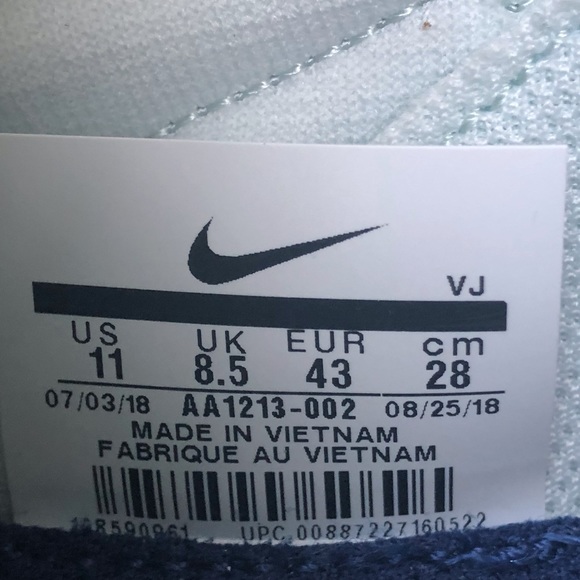 VJ
US UK EUR cm
11 8.5 43 28
07/03/18 AA1213-002 08/25/18
MADE IN VIETNAM
FABRIQUE AU VIETNAM
UPC 00887227160522